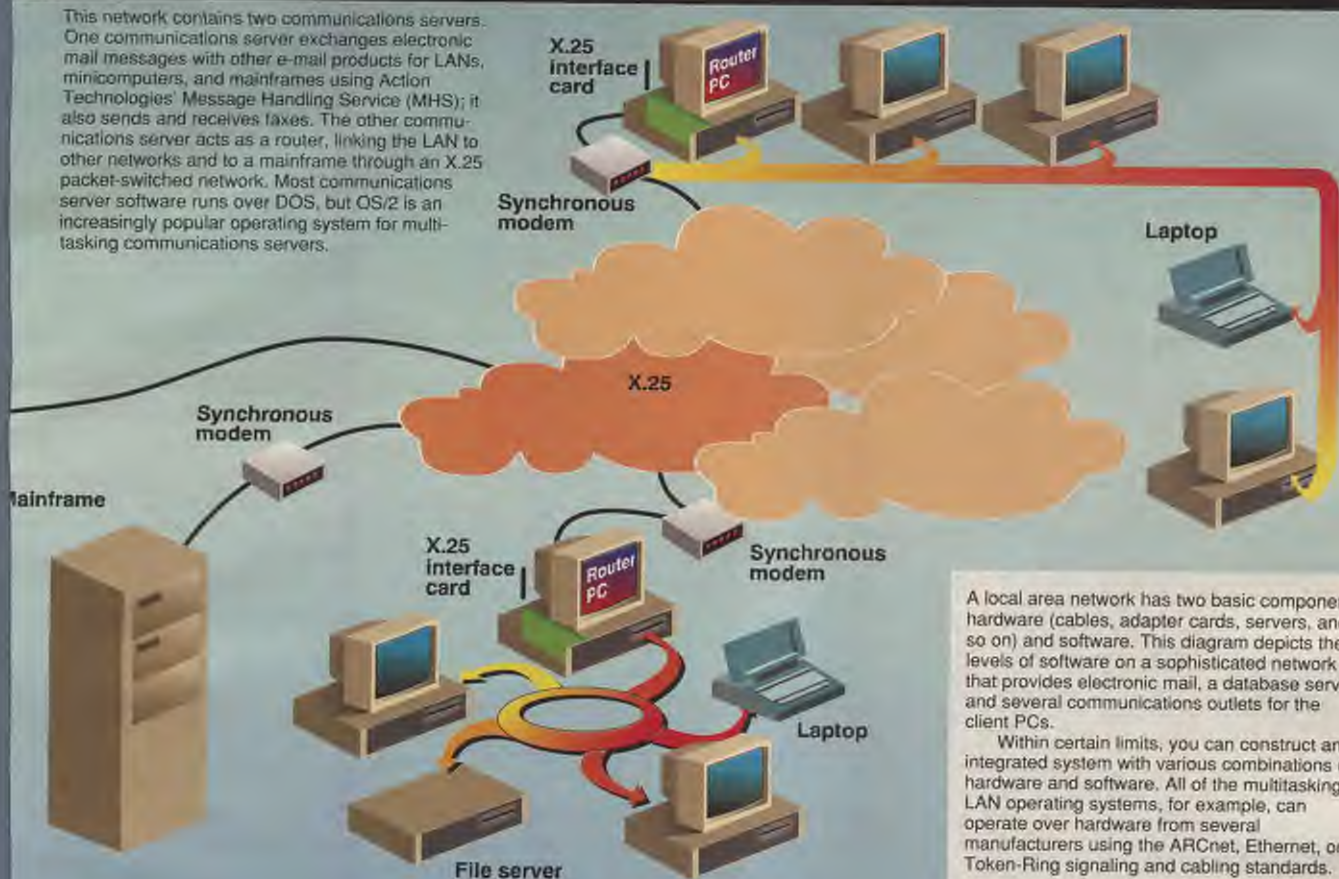 This network contains two communications servers.
One communications server exchanges electronic
mail messages with other e-mail products for LANs,
minicomputers, and mainframes using Action
Technologies' Message Handling Service (MHS); it
also sends and receives faxes. The other commu-
nications server acts as a router, linking the LAN to
other networks and to a mainframe through an X.25
packet-switched network. Most communications
server software runs over DOS, but OS/2 is an
increasingly popular operating system for multi-
tasking communications servers.
X.25
interface
card
Router
PC
Synchronous
modem
Laptop
X.25
Synchronous
modem
ainframe
X.25
interface
card
Router
PC
Synchronous
modem
Laptop
File server
A local area network has two basic compone
hardware (cables, adapter cards, servers, an
so on) and software. This diagram depicts the
levels of software on a sophisticated network
that provides electronic mail, a database serv
and several communications outlets for the
client PCs.
Within certain limits, you can construct an
integrated system with various combinations
hardware and software. All of the multitasking
LAN operating systems, for example, can
operate over hardware from several
manufacturers using the ARCnet, Ethernet, o
Token-Ring signaling and cabling standards.